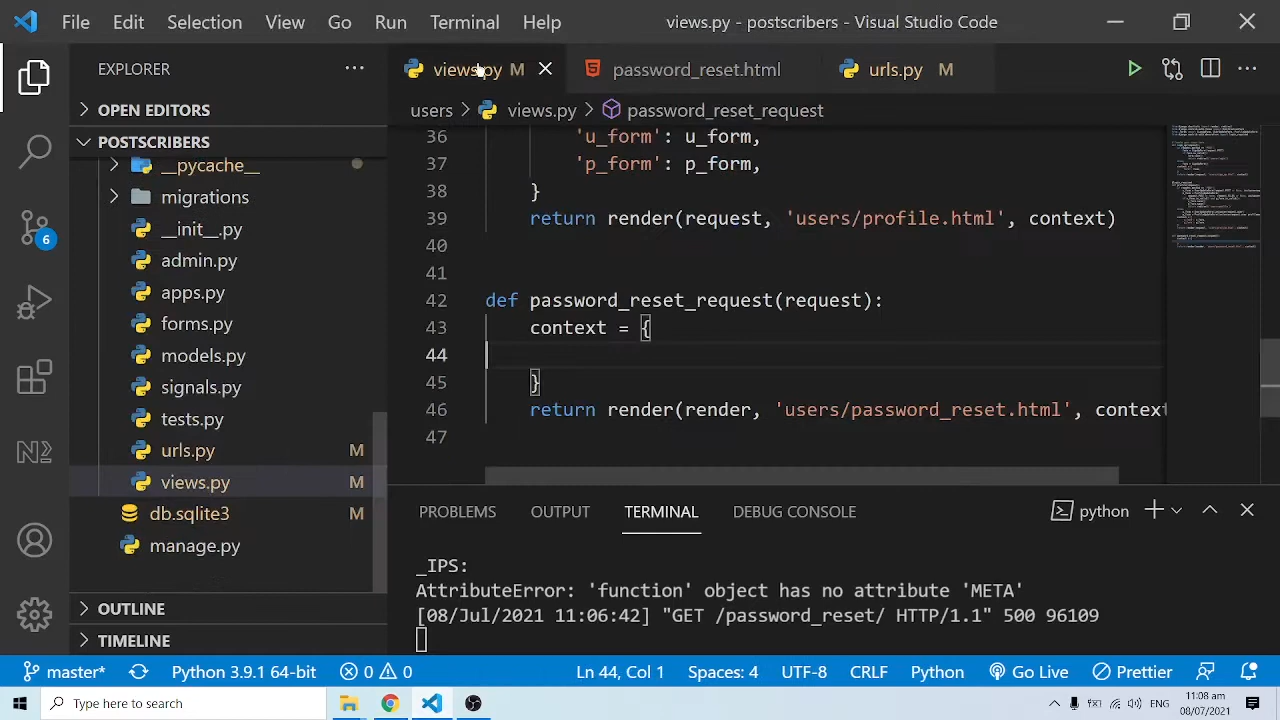 File Edit Selection View Go Run Terminal Help views.py - postscribers - Visual Studio Code
EXPLORER
OPEN EDITORS
POSTSCRIBERS
__pycache__
migrations
__init__.py
admin.py
apps.py
forms.py
models.py
signals.py
tests.py
urls.py M
views.py M
db.sqlite3 M
manage.py
OUTLINE
TIMELINE
6
views.py M password_reset.html urls.py M
users > views.py > password_reset_request
36 'u_form': u_form,
37 'p_form': p_form,
38 }
39 return render(request, 'users/profile.html', context)
40
41
42 def password_reset_request(request):
43 context = {
44
45 }
46 return render(render, 'users/password_reset.html', context
47
PROBLEMS OUTPUT TERMINAL DEBUG CONSOLE python
_IPS:
AttributeError: 'function' object has no attribute 'META'
[08/Jul/2021 11:06:42] "GET /password_reset/ HTTP/1.1" 500 96109
master* Python 3.9.1 64-bit 0 0 Ln 44, Col 1 Spaces: 4 UTF-8 CRLF Python Go Live Prettier
Type here to search ENG 11:08 am
08/07/2021